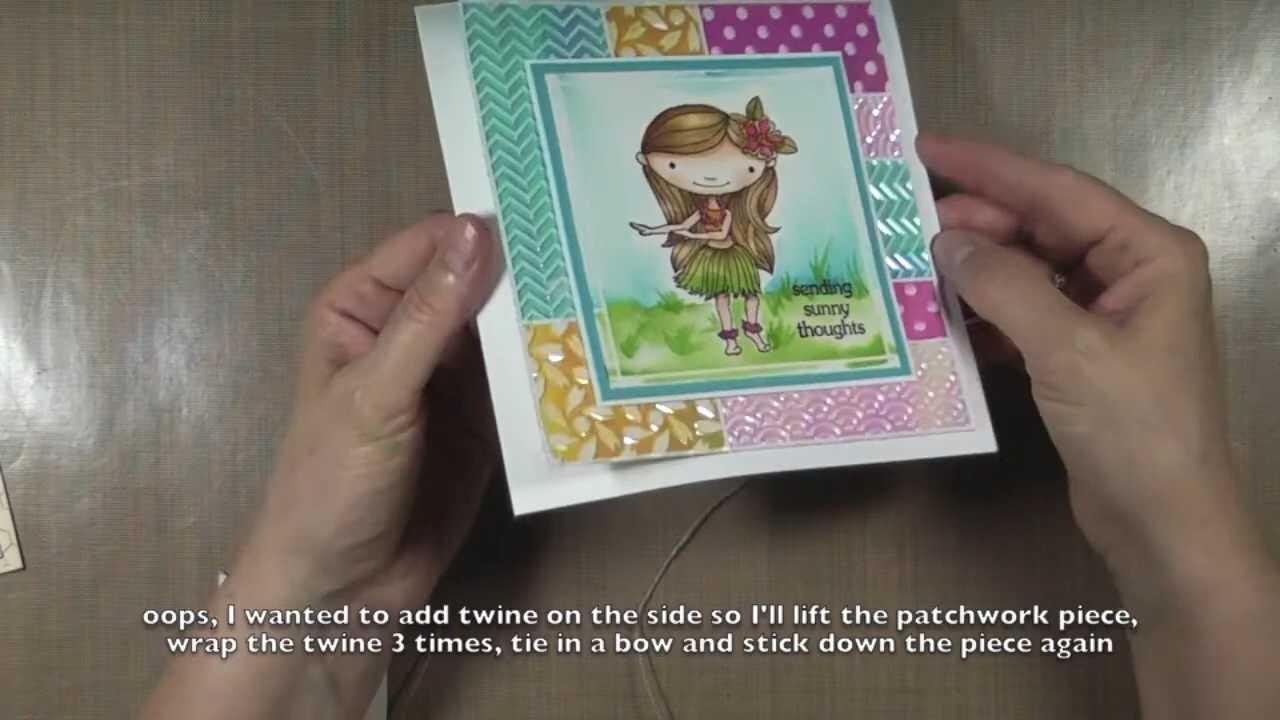 sending
sunny
thoughts
oops, I wanted to add twine on the side so I'll lift the patchwork piece,
wrap the twine 3 times, tie in a bow and stick down the piece again